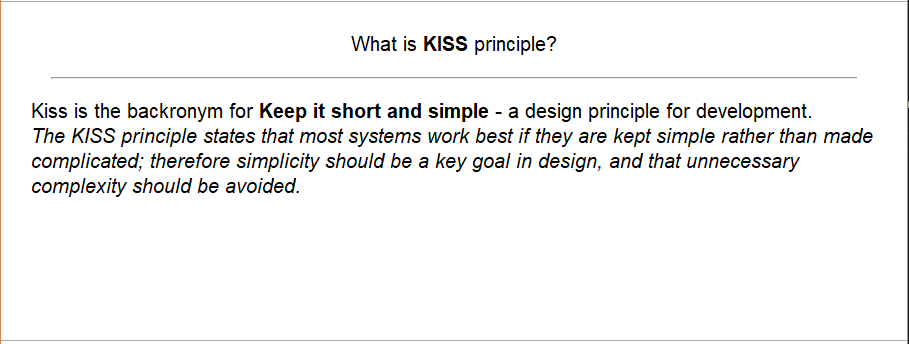 What is KISS principle?
Kiss is the backronym for Keep it short and simple - a design principle for development.
The KISS principle states that most systems work best if they are kept simple rather than made
complicated; therefore simplicity should be a key goal in design, and that unnecessary
complexity should be avoided.